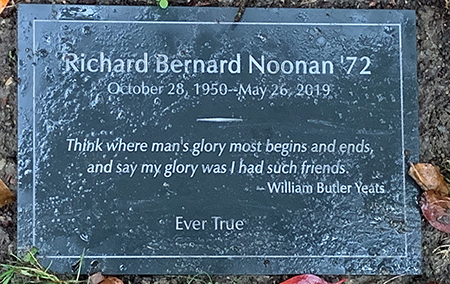 Richard Bernard Noonan '72
October 28, 1950--May 26, 2019
Think where man's glory most begins and ends,
and say my glory was I had such friends.
– William Butler Yeats
Ever True